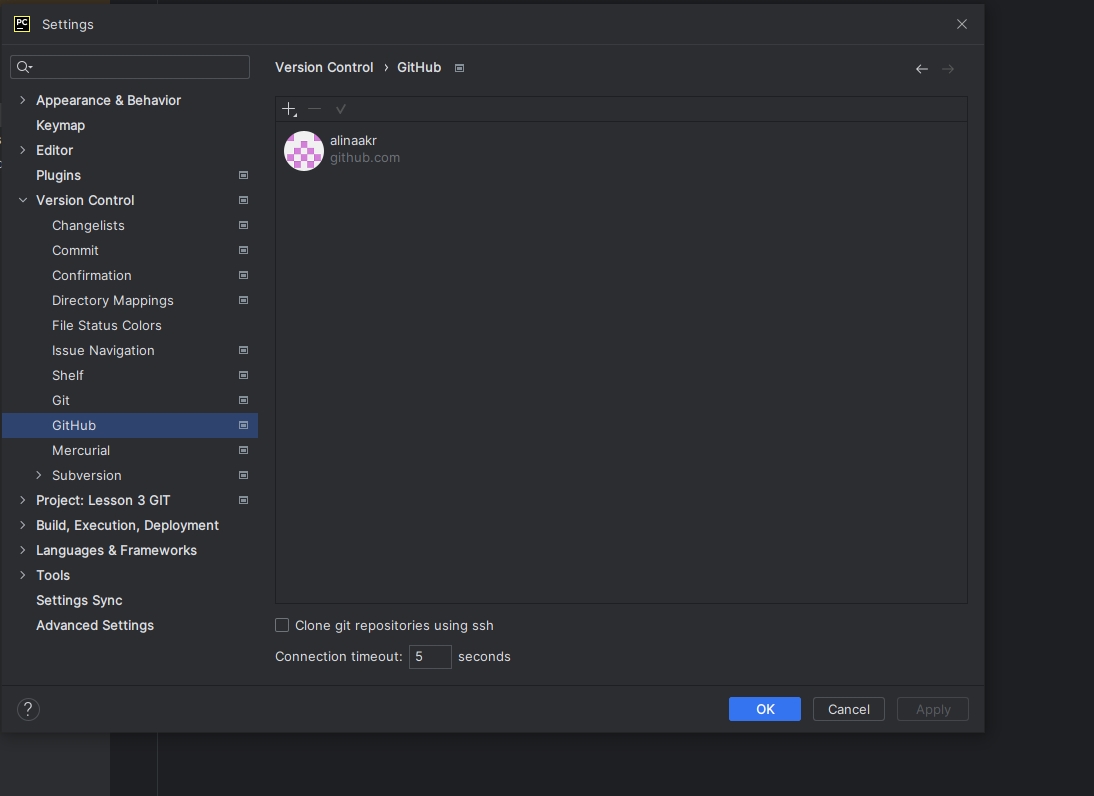 PC
Settings
Version Control › GitHub
Appearance & Behavior
Keymap
Editor
Plugins
Version Control
Changelists
Commit
Confirmation
Directory Mappings
File Status Colors
Issue Navigation
Shelf
Git
GitHub
Mercurial
Subversion
Project: Lesson 3 GIT
Build, Execution, Deployment
Languages & Frameworks
Tools
Settings Sync
Advanced Settings
alinaakr
github.com
Clone git repositories using ssh
Connection timeout: 5 seconds
?
OK Cancel Apply